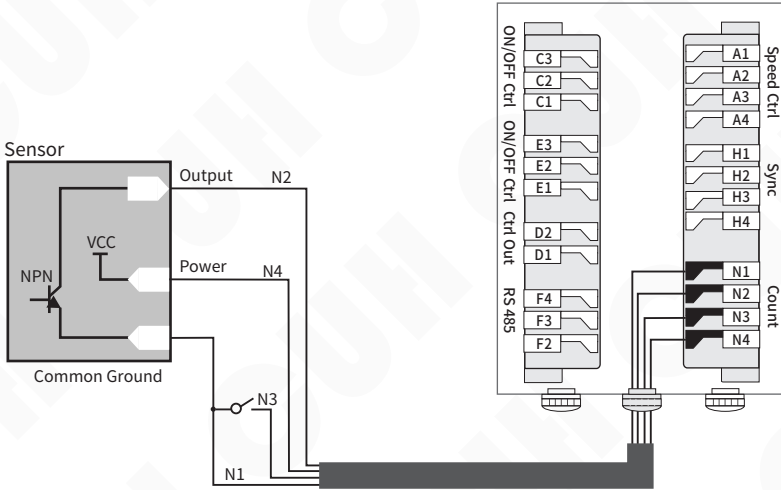 Sensor
Output
N2
VCC
Power
N4
NPN
Common Ground
N3
N1
ON/OFF Ctrl
C3
C2
C1
ON/OFF Ctrl
E3
E2
E1
Ctrl Out
D2
D1
RS 485
F4
F3
F2
Speed Ctrl
A1
A2
A3
A4
Sync
H1
H2
H3
H4
Count
N1
N2
N3
N4